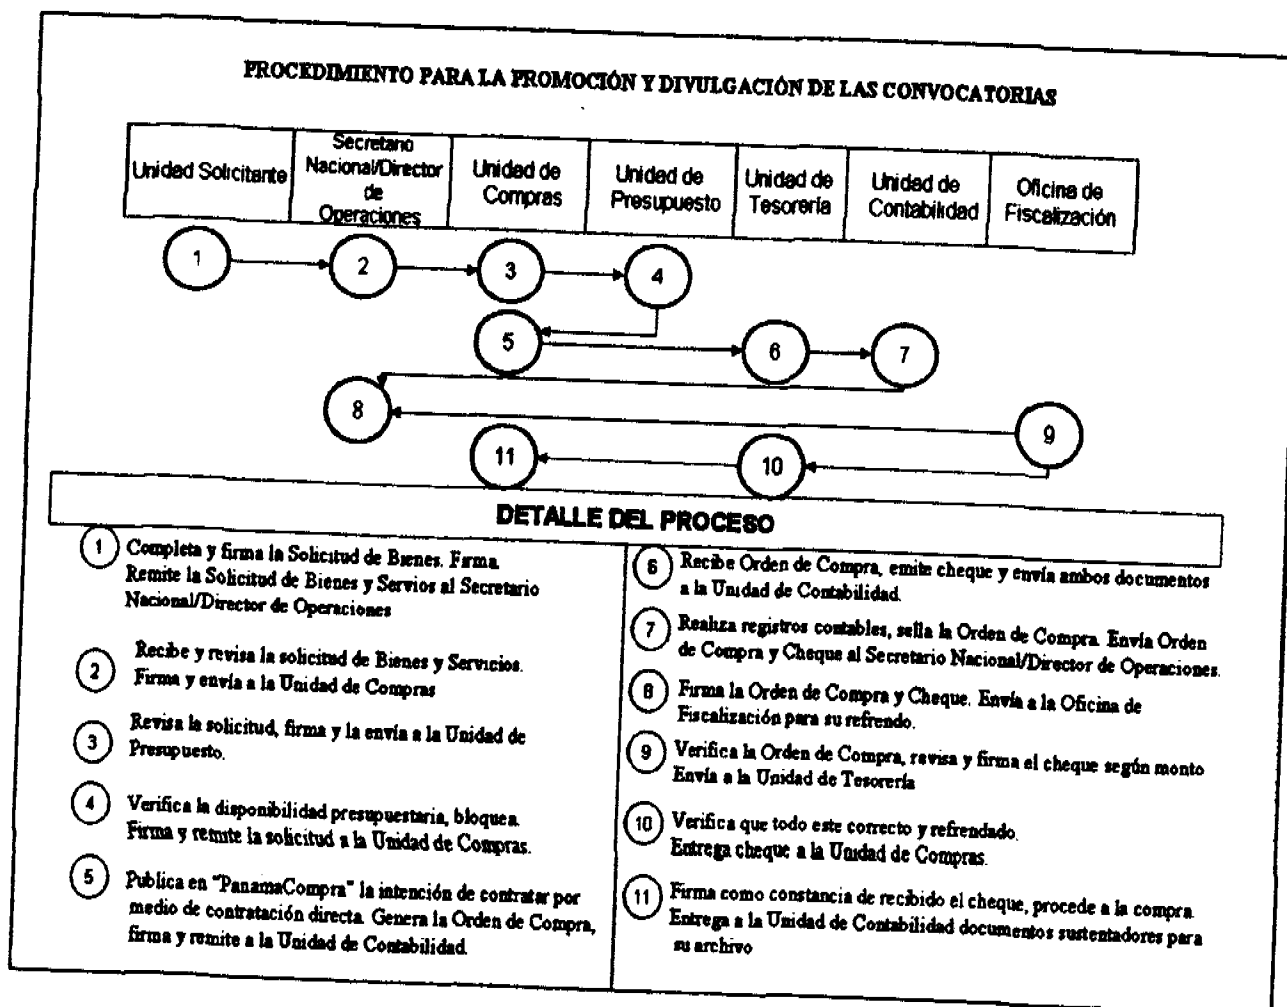 PROCEDIMIENTO PARA LA PROMOCIÓN Y DIVULGACIÓN DE LAS CONVOCATORIAS
Unidad Solicitante
Secretario
Nacional/Director
de
Operaciones
Unidad de
Compras
Unidad de
Presupuesto
Unidad de
Tesorería
Unidad de
Contabilidad
Oficina de
Fiscalización
1
2
3
4
5
6
7
8
9
11
10
DETALLE DEL PROCESO
1 Completa y firma la Solicitud de Bienes. Firma.
Remite la Solicitud de Bienes y Servios al Secretario
Nacional/Director de Operaciones
2 Recibe y revisa la solicitud de Bienes y Servicios.
Firma y envía a la Unidad de Compras
3 Revisa la solicitud, firma y la envía a la Unidad de
Presupuesto.
4 Verifica la disponibilidad presupuestaria, bloquea.
Firma y remite la solicitud a la Unidad de Compras.
5 Publica en "PanamaCompra" la intención de contratar por
medio de contratación directa. Genera la Orden de Compra,
firma y remite a la Unidad de Contabilidad.
6 Recibe Orden de Compra, emite cheque y envía ambos documentos
a la Unidad de Contabilidad.
7 Realiza registros contables, sella la Orden de Compra. Envía Orden
de Compra y Cheque al Secretario Nacional/Director de Operaciones.
8 Firma la Orden de Compra y Cheque. Envía a la Oficina de
Fiscalización para su refrendo.
9 Verifica la Orden de Compra, revisa y firma el cheque según monto
Envía a la Unidad de Tesorería
10 Verifica que todo este correcto y refrendado.
Entrega cheque a la Unidad de Compras.
11 Firma como constancia de recibido el cheque, procede a la compra.
Entrega a la Unidad de Contabilidad documentos sustentadores para
su archivo